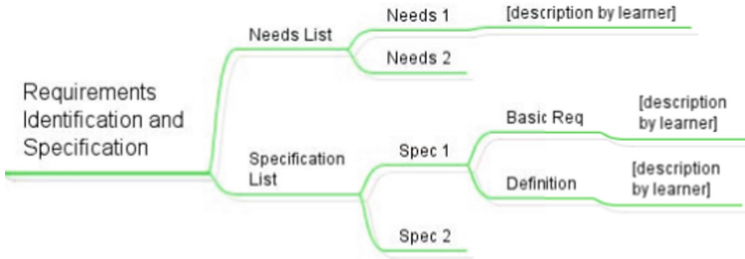 Requirements
Identification and
Specification
Needs List
Needs 1
[description by learner]
Needs 2
Specification
List
Spec 1
Basic Req
[description
by learner]
Definition
[description
by learner]
Spec 2